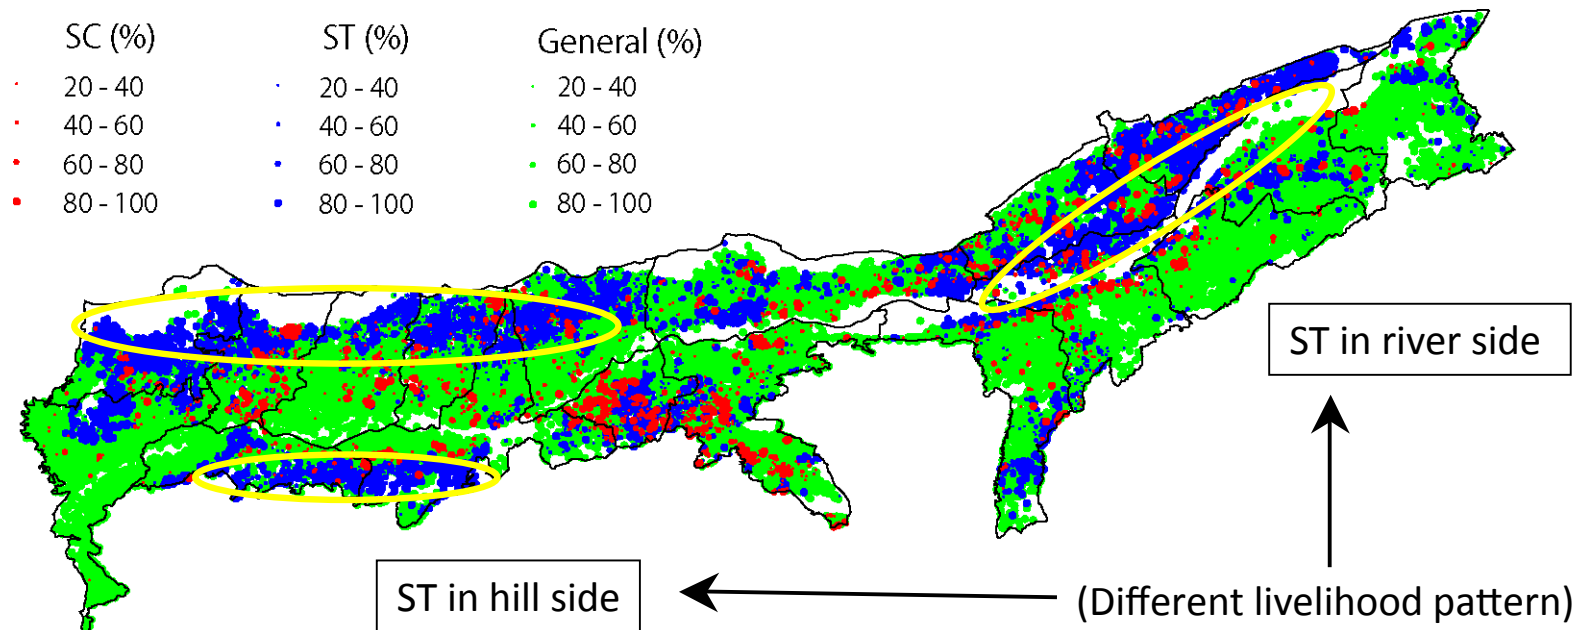 SC (%) ST (%) General (%)
20 - 40 20 - 40 20 - 40
40 - 60 40 - 60 40 - 60
60 - 80 60 - 80 60 - 80
80 - 100 80 - 100 80 - 100
ST in river side
ST in hill side
(Different livelihood pattern)